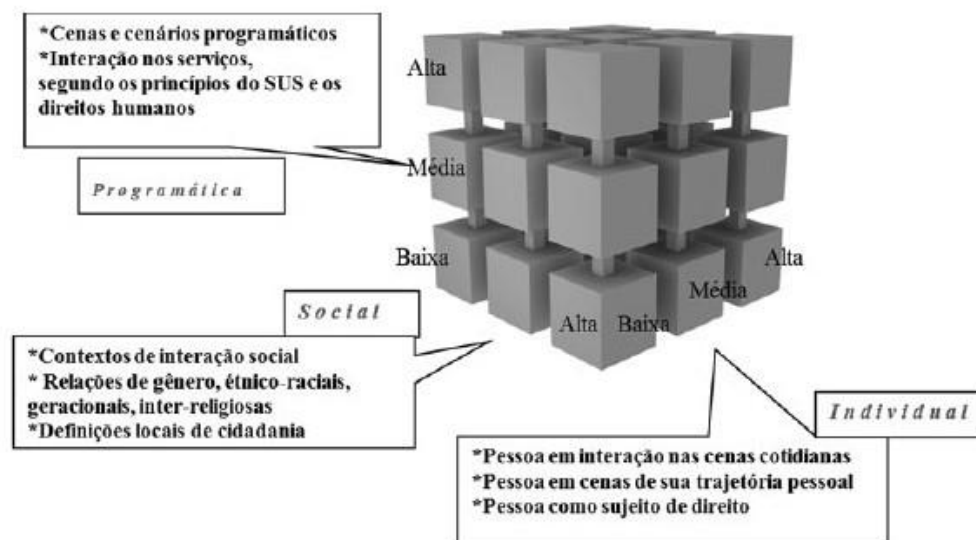 *Cenas e cenários programáticos
*Interação nos serviços,
segundo os princípios do SUS e os
direitos humanos
Programática
Alta
Média
Baixa
Alta
Média
Alta
Baixa
Social
*Contextos de interação social
* Relações de gênero, étnico-raciais,
geracionais, inter-religiosas
*Definições locais de cidadania
Individual
*Pessoa em interação nas cenas cotidianas
*Pessoa em cenas de sua trajetória pessoal
*Pessoa como sujeito de direito